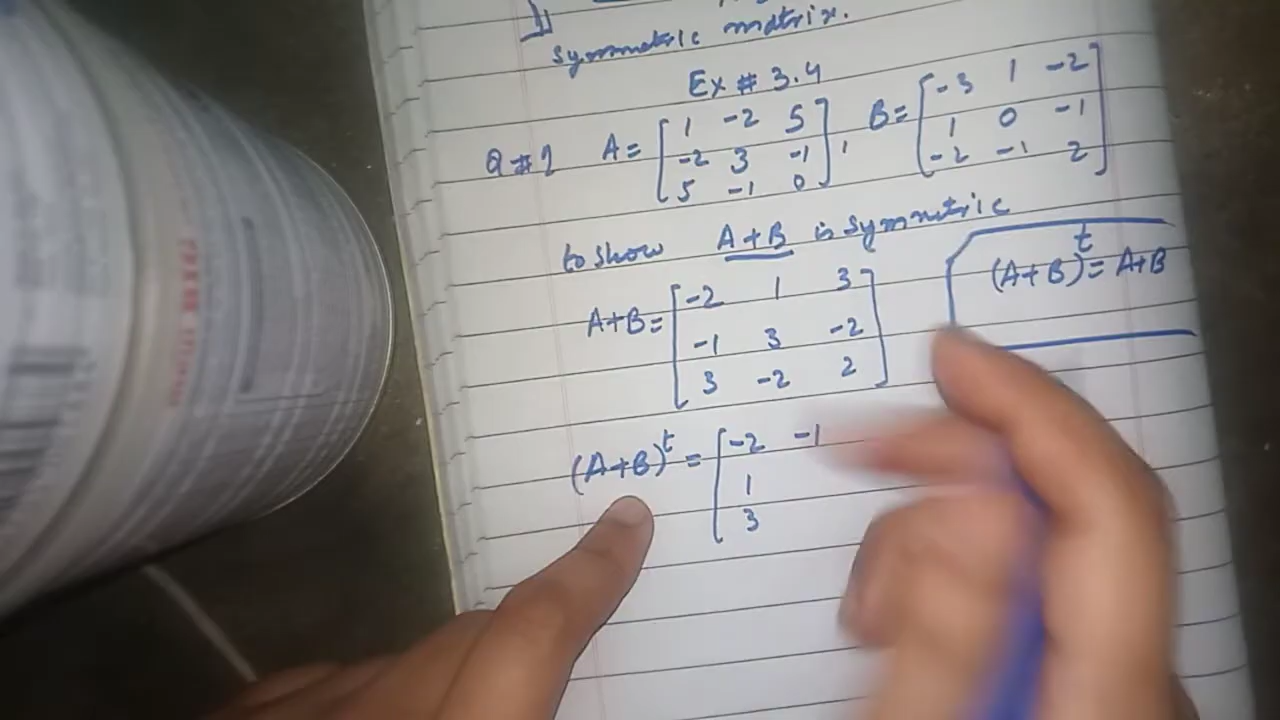 symmetric matrix.
Ex # 3.4
Q # 1 A = [ 1 -2 5 ] , B = [ -3 1 -2 ]
[ -2 3 -1 ] [ 1 0 -1 ]
[ 5 -1 0 ] [ -2 -1 2 ]
to show A+B is symmetric
(A+B)^t = A+B
A+B = [ -2 1 3 ]
[ -1 3 -2 ]
[ 3 -2 2 ]
(A+B)^t = [ -2 -1
1
3